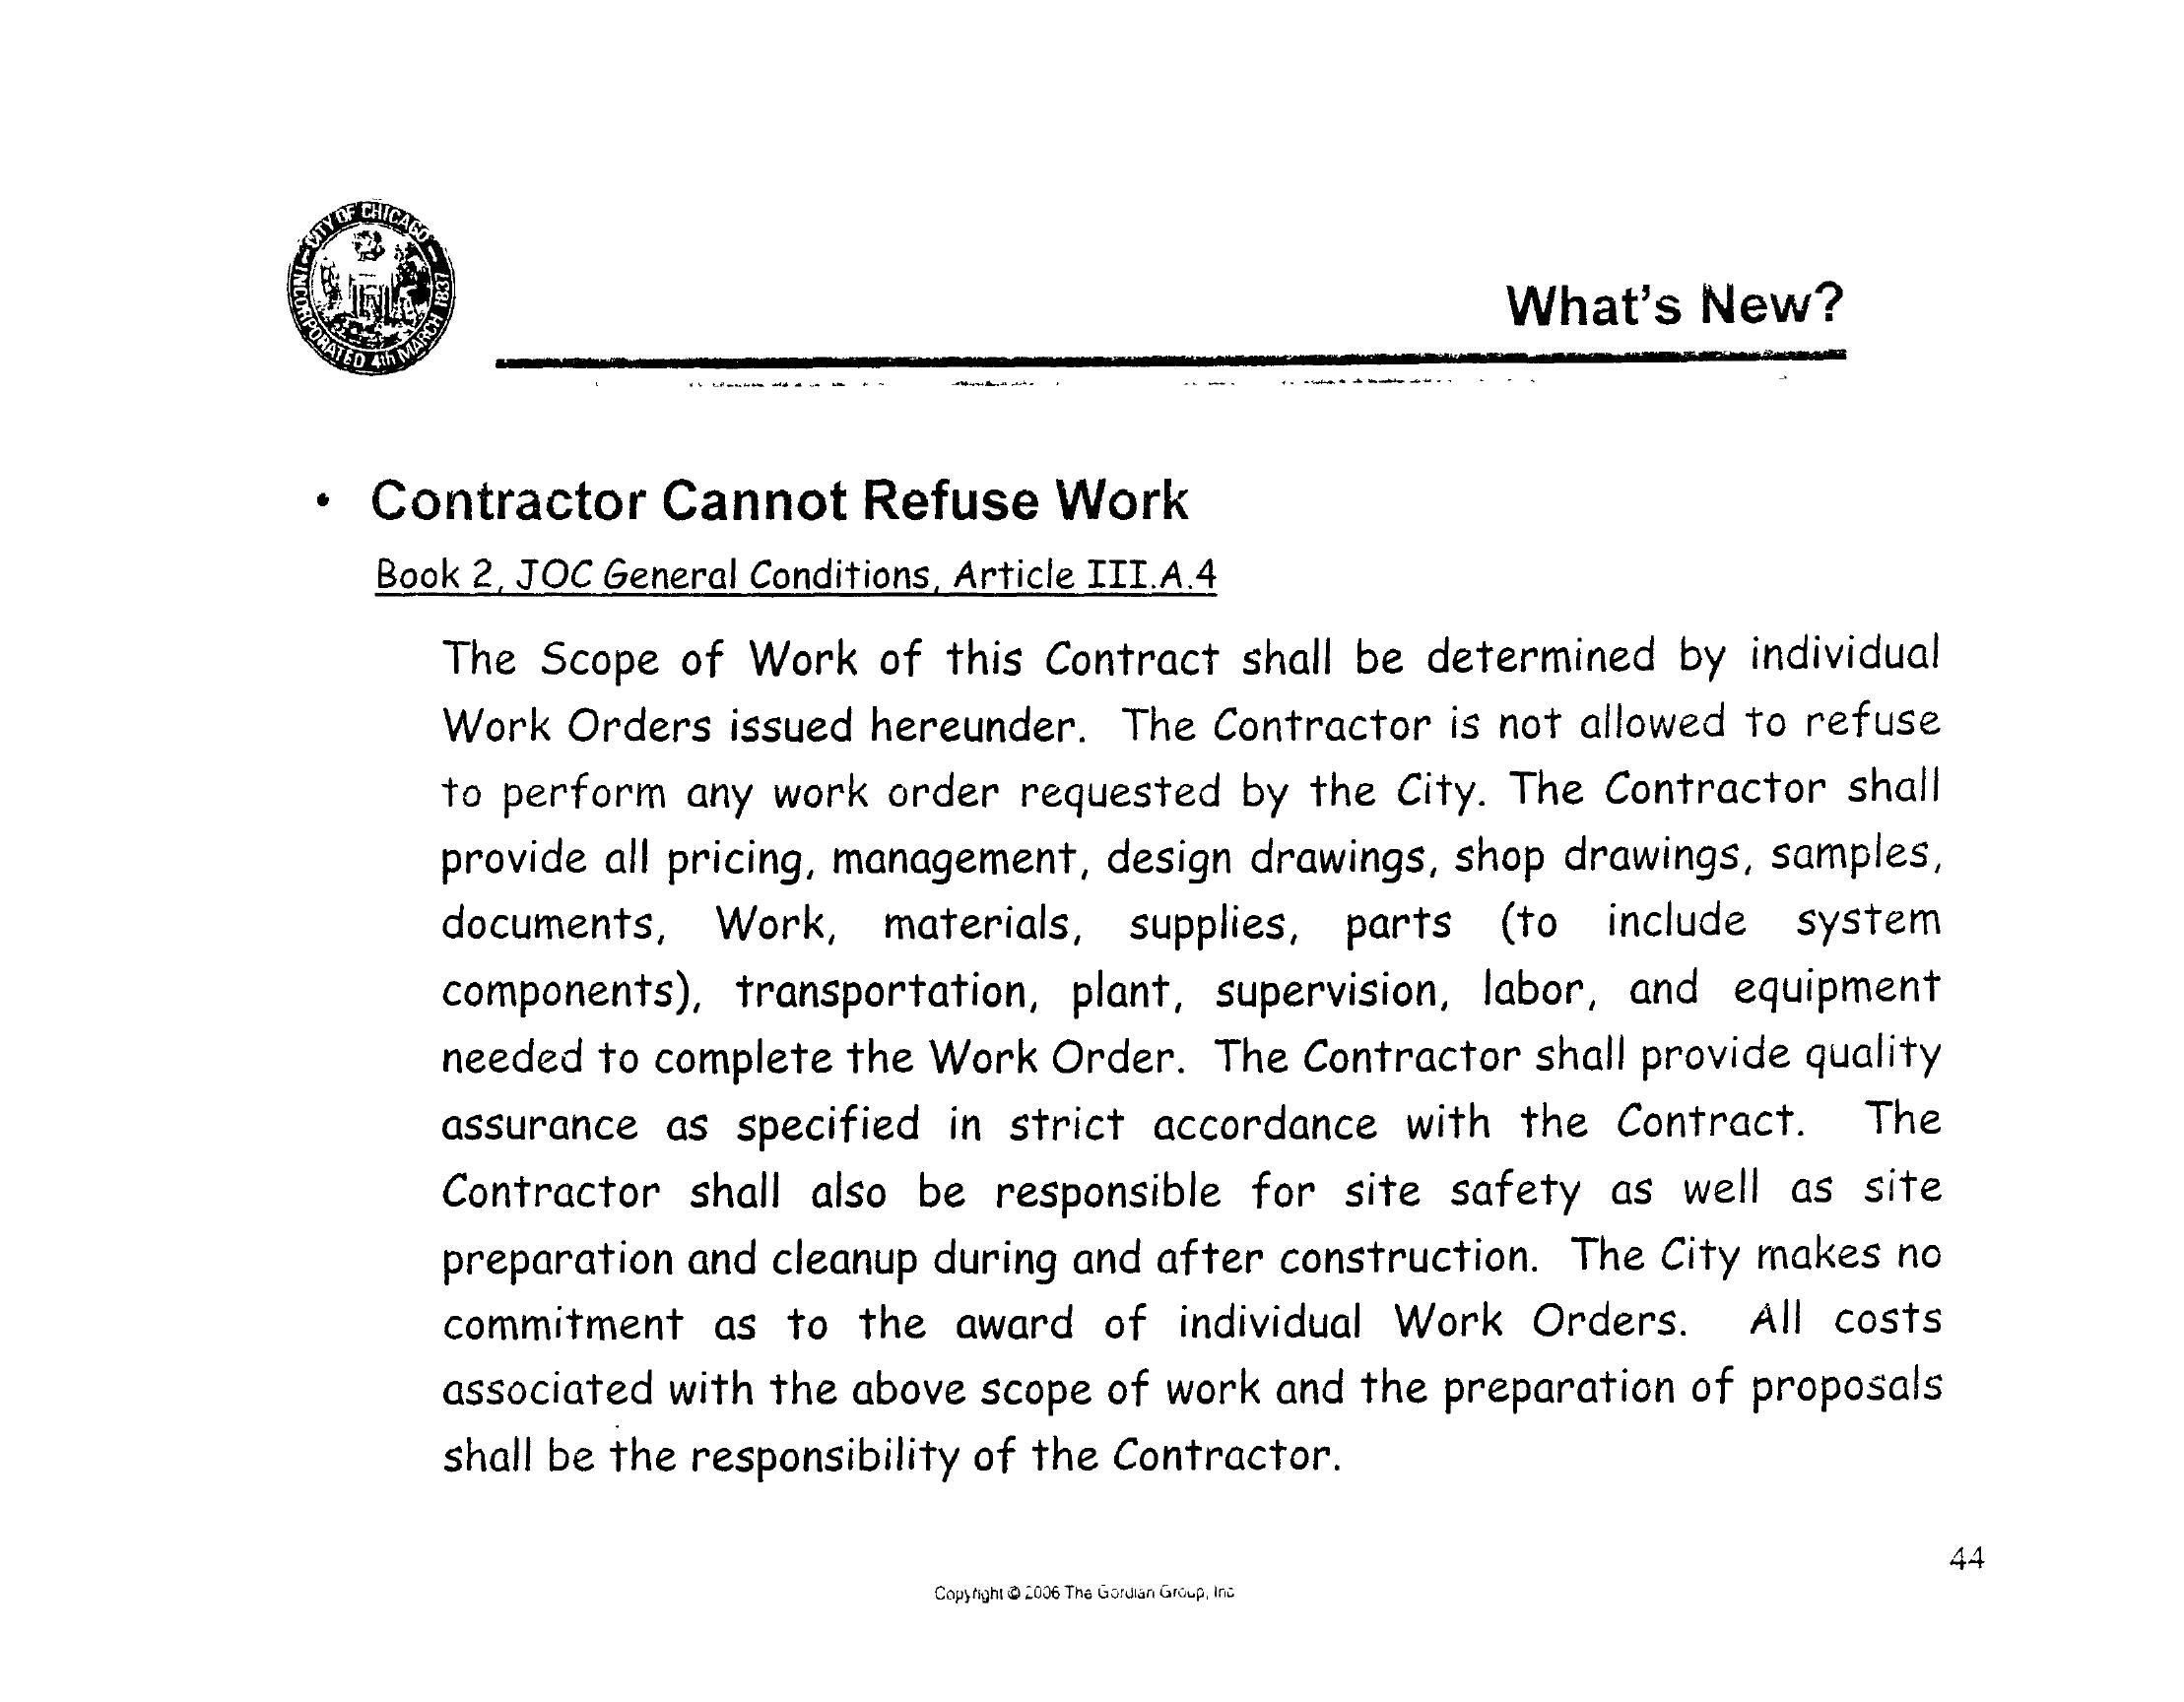 CITY OF CHICAGO
INCORPORATED 4th MARCH 1837
What's New?
• Contractor Cannot Refuse Work
Book 2, JOC General Conditions, Article III.A.4
The Scope of Work of this Contract shall be determined by individual
Work Orders issued hereunder. The Contractor is not allowed to refuse
to perform any work order requested by the City. The Contractor shall
provide all pricing, management, design drawings, shop drawings, samples,
documents, Work, materials, supplies, parts (to include system
components), transportation, plant, supervision, labor, and equipment
needed to complete the Work Order. The Contractor shall provide quality
assurance as specified in strict accordance with the Contract. The
Contractor shall also be responsible for site safety as well as site
preparation and cleanup during and after construction. The City makes no
commitment as to the award of individual Work Orders. All costs
associated with the above scope of work and the preparation of proposals
shall be the responsibility of the Contractor.
44
Copyright © 2006 The Gordian Group, Inc